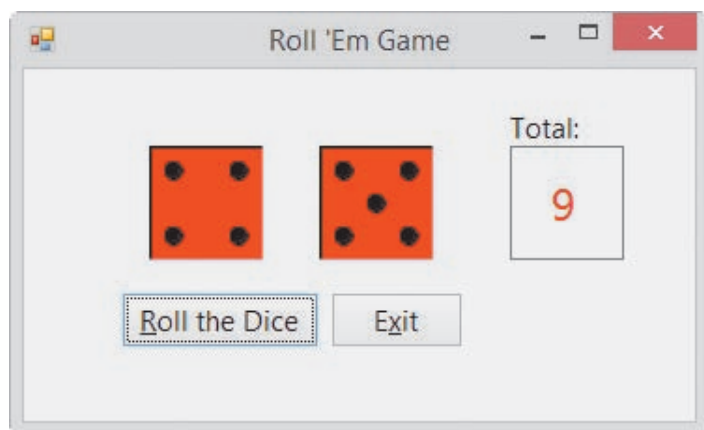 Roll 'Em Game
Total:
9
Roll the Dice
Exit